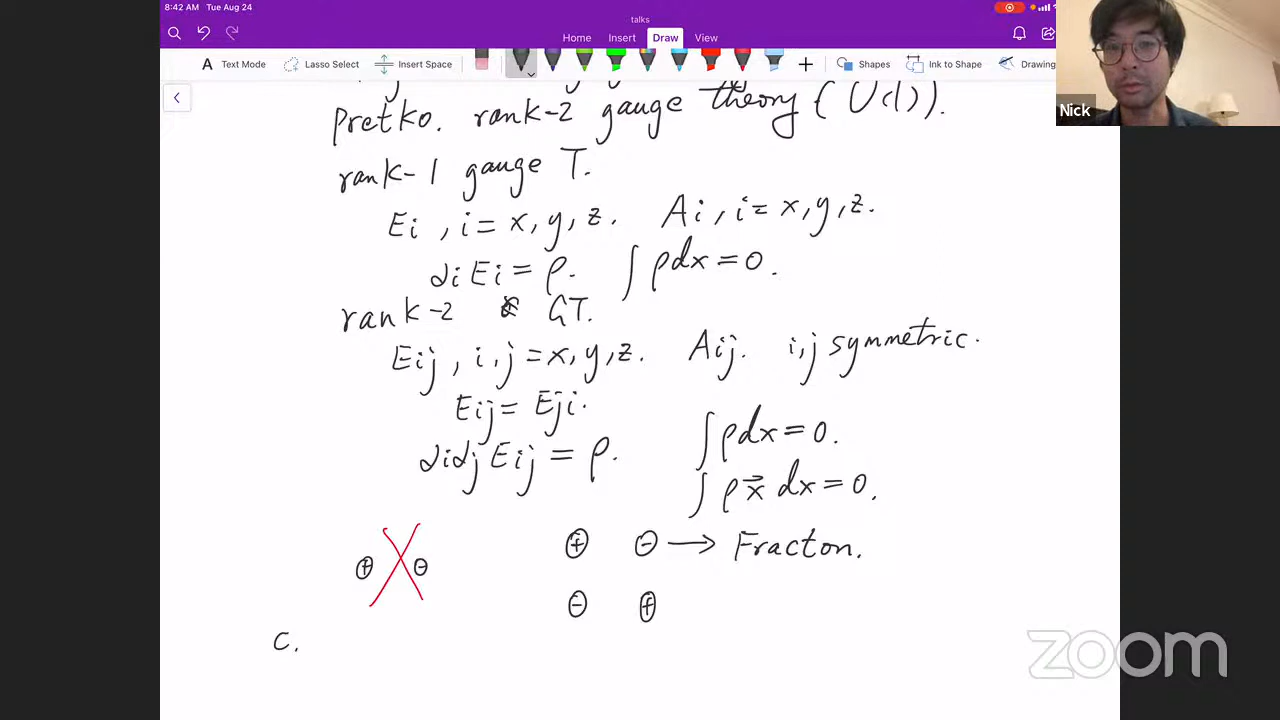 8:42 AM Tue Aug 24
talks
Home Insert Draw View
Text Mode Lasso Select Insert Space Shapes Ink to Shape Drawing
Pretko. rank-2 gauge theory (U(1)).
rank-1 gauge T.
Ei, i = x, y, z. Ai, i = x, y, z.
∂i Ei = ρ. ∫ρdx = 0.
rank-2 GT.
Eij, i, j = x, y, z. Aij. i,j symmetric.
Eij = Eji.
∫ρdx = 0.
∂i∂j Eij = ρ.
∫ρx⃗ dx = 0.
⊕ ⊖ ⊕ ⊖ → Fracton.
⊖ ⊕
C.
Nick
zoom